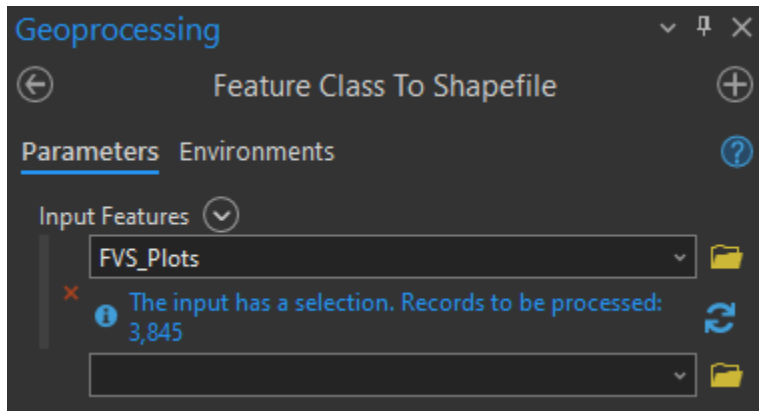 Geoprocessing
Feature Class To Shapefile
Parameters Environments
Input Features
FVS_Plots
The input has a selection. Records to be processed:
3,845